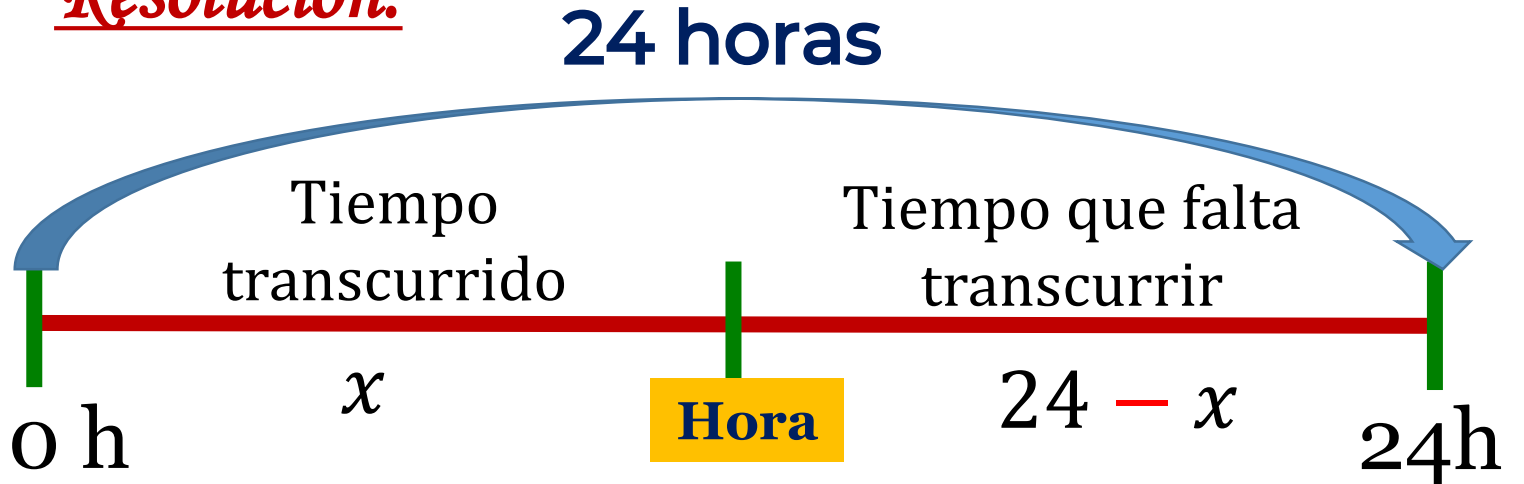 Resolución:
24 horas
Tiempo
transcurrido
Tiempo que falta
transcurrir
x
24 − x
Hora
0 h
24h